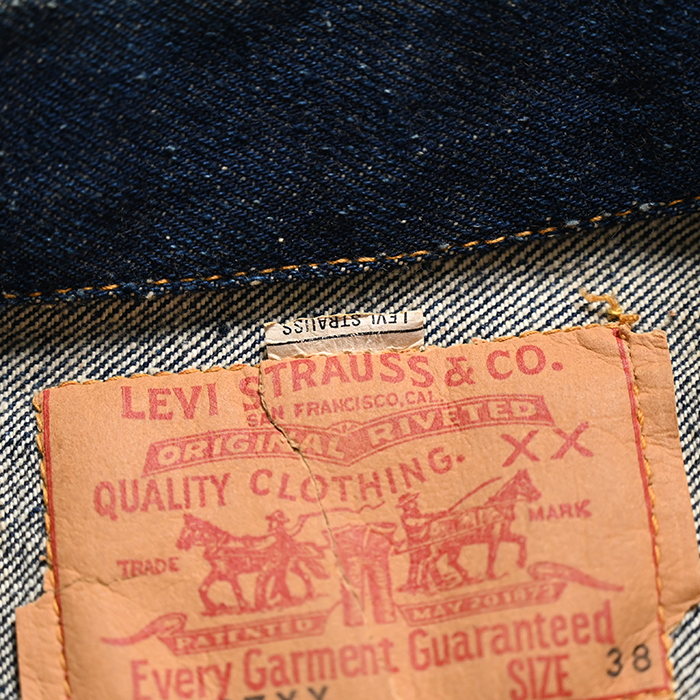 LEVI STRAUSS
LEVI STRAUSS & CO.
SAN FRANCISCO, CAL.
ORIGINAL RIVETED
QUALITY CLOTHING.
XX
TRADE MARK
PATENTED MAY 20 1873
Every Garment Guaranteed
XX SIZE 38